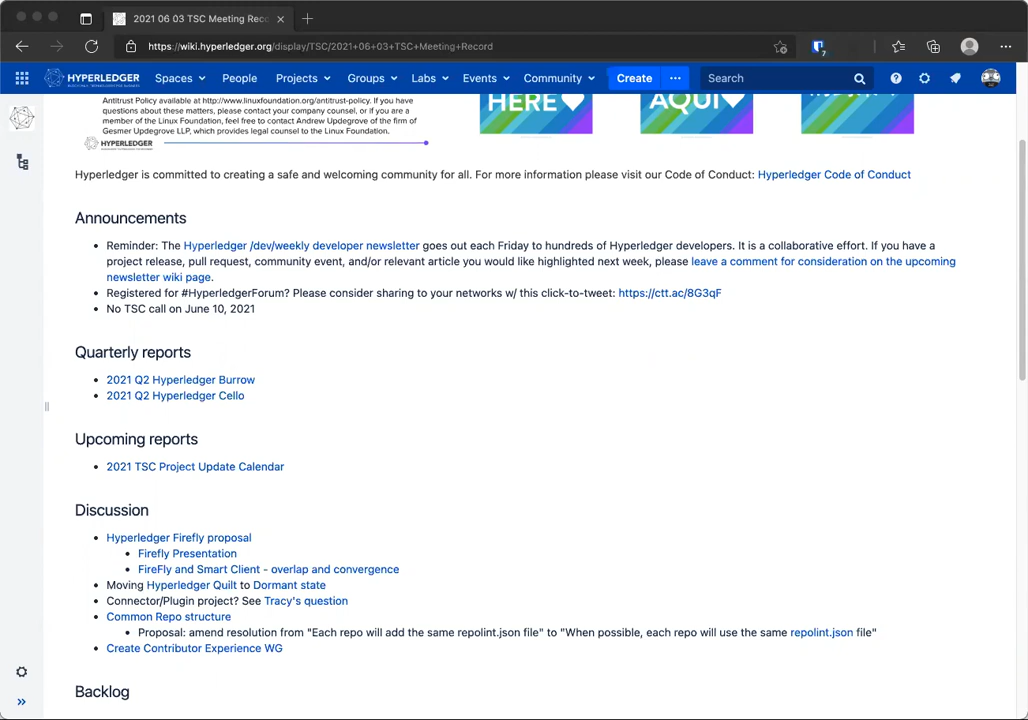 2021 06 03 TSC Meeting Reco
https://wiki.hyperledger.org/display/TSC/2021+06+03+TSC+Meeting+Record
7
HYPERLEDGER
Spaces People Projects Groups Labs Events Community Create ··· Search
Antitrust Policy available at http://www.linuxfoundation.org/antitrust-policy. If you have
questions about these matters, please contact your company counsel, or if you are a
member of the Linux Foundation, feel free to contact Andrew Updegrove of the firm of
Gesmer Updegrove LLP, which provides legal counsel to the Linux Foundation.
HYPERLEDGER
HERE
AQUI
Hyperledger is committed to creating a safe and welcoming community for all. For more information please visit our Code of Conduct: Hyperledger Code of Conduct
Announcements
Reminder: The Hyperledger /dev/weekly developer newsletter goes out each Friday to hundreds of Hyperledger developers. It is a collaborative effort. If you have a
project release, pull request, community event, and/or relevant article you would like highlighted next week, please leave a comment for consideration on the upcoming
newsletter wiki page.
Registered for #HyperledgerForum? Please consider sharing to your networks w/ this click-to-tweet: https://ctt.ac/8G3qF
No TSC call on June 10, 2021
Quarterly reports
2021 Q2 Hyperledger Burrow
2021 Q2 Hyperledger Cello
Upcoming reports
2021 TSC Project Update Calendar
Discussion
Hyperledger Firefly proposal
Firefly Presentation
FireFly and Smart Client - overlap and convergence
Moving Hyperledger Quilt to Dormant state
Connector/Plugin project? See Tracy's question
Common Repo structure
Proposal: amend resolution from "Each repo will add the same repolint.json file" to "When possible, each repo will use the same repolint.json file"
Create Contributor Experience WG
Backlog